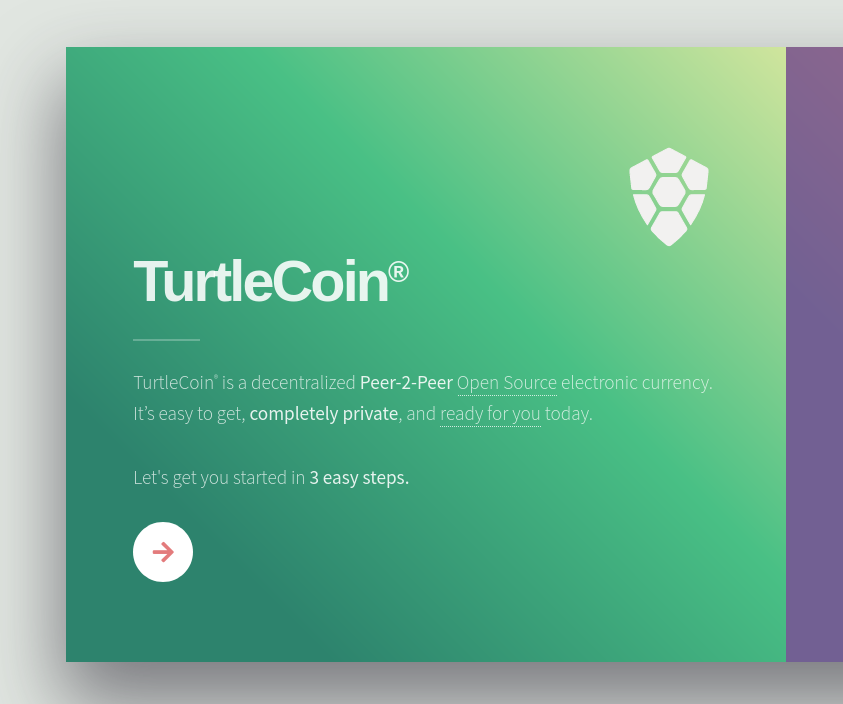 TurtleCoin®
TurtleCoin® is a decentralized Peer-2-Peer Open Source electronic currency.
It’s easy to get, completely private, and ready for you today.
Let's get you started in 3 easy steps.